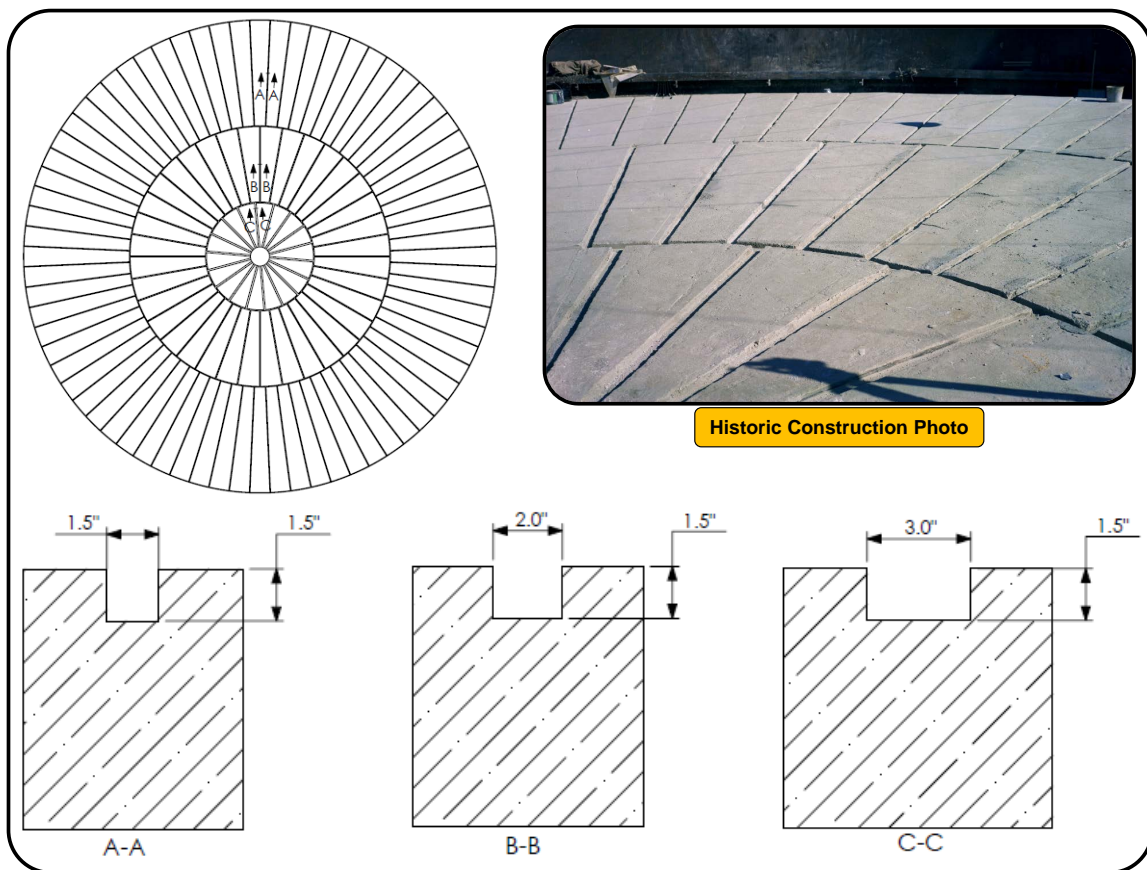 A A
B B
C C
Historic Construction Photo
1.5"
1.5"
2.0"
1.5"
3.0"
1.5"
A-A
B-B
C-C